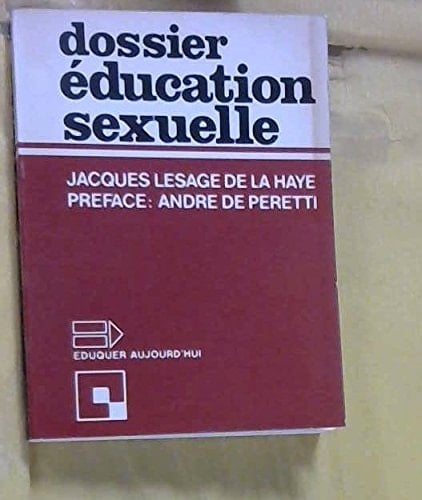 dossier
éducation
sexuelle
JACQUES LESAGE DE LA HAYE
PREFACE: ANDRE DE PERETTI
EDUQUER AUJOURD'HUI